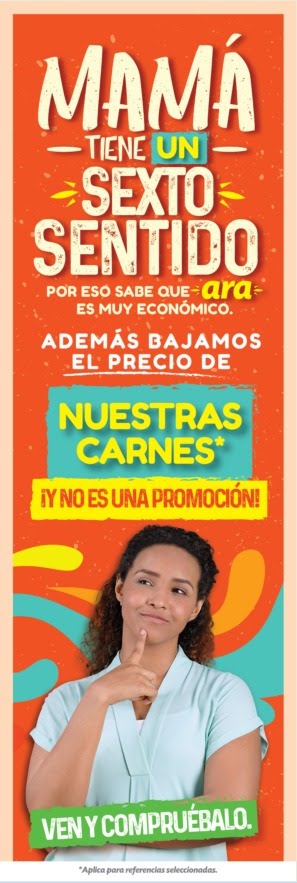 MAMÁ
TIENE UN
SEXTO
SENTIDO
POR ESO SABE QUE ara
ES MUY ECONÓMICO.
ADEMÁS BAJAMOS
EL PRECIO DE
NUESTRAS
CARNES*
¡Y NO ES UNA PROMOCIÓN!
VEN Y COMPRUÉBALO.
*Aplica para referencias seleccionadas.